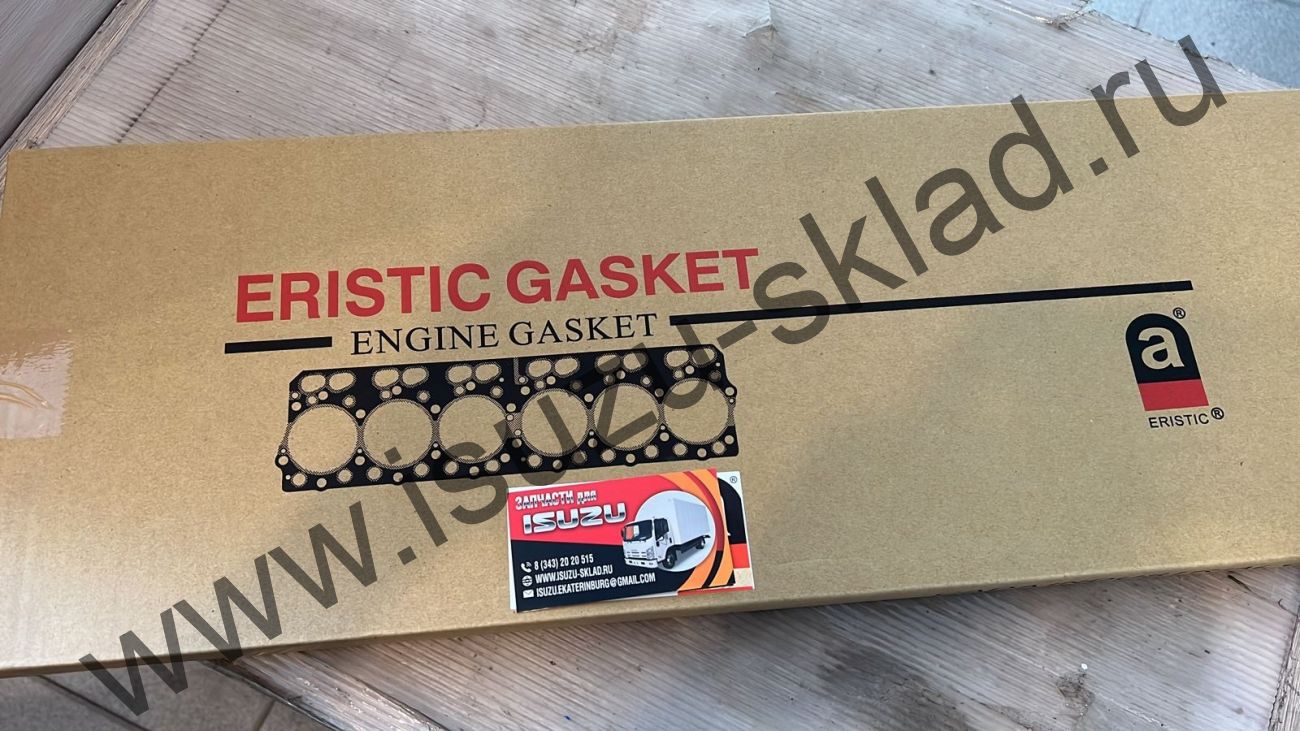 ERISTIC GASKET
ENGINE GASKET
a®
ERISTIC®
®
ЗАПЧАСТИ для
ISUZU
8 (343) 20 20 515
WWW.ISUZU-SKLAD.RU
ISUZU.EKATERINBURG@GMAIL.COM
www.isuzu-sklad.ru